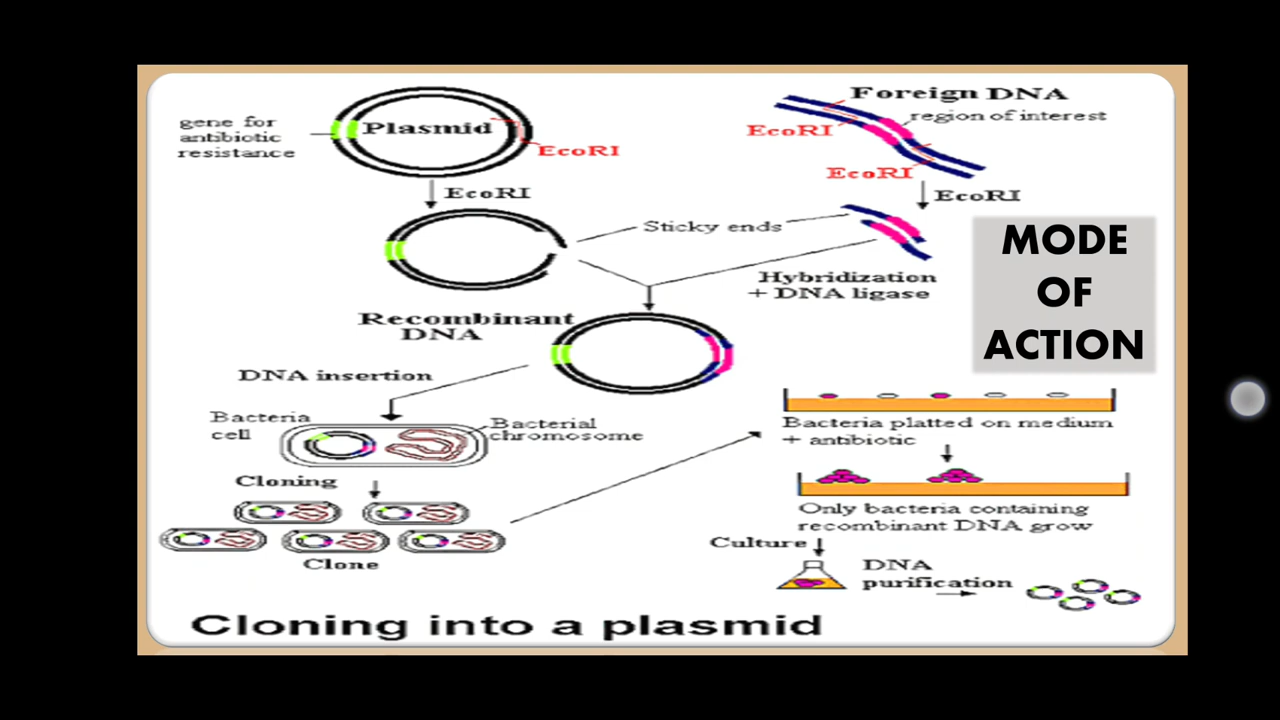 gene for
antibiotic
resistance
Plasmid
EcoRI
EcoRI
Foreign DNA
region of interest
EcoRI
EcoRI
EcoRI
Sticky ends
Hybridization
+ DNA ligase
MODE
OF
ACTION
Recombinant
DNA
DNA insertion
Bacteria
cell
Bacterial
chromosome
Cloning
Clone
Bacteria platted on medium
+ antibiotic
Only bacteria containing
recombinant DNA grow
Culture
DNA
purification
Cloning into a plasmid